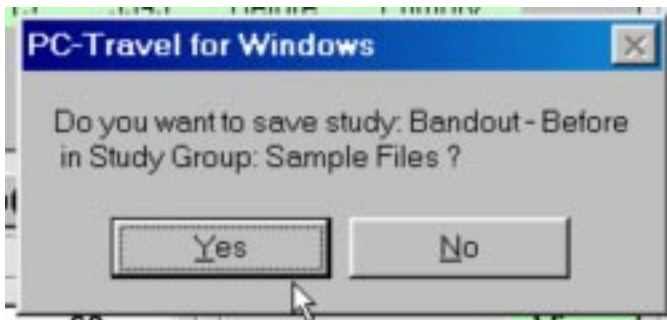 PC-Travel for Windows
Do you want to save study: Bandout - Before
in Study Group: Sample Files ?
Yes
No